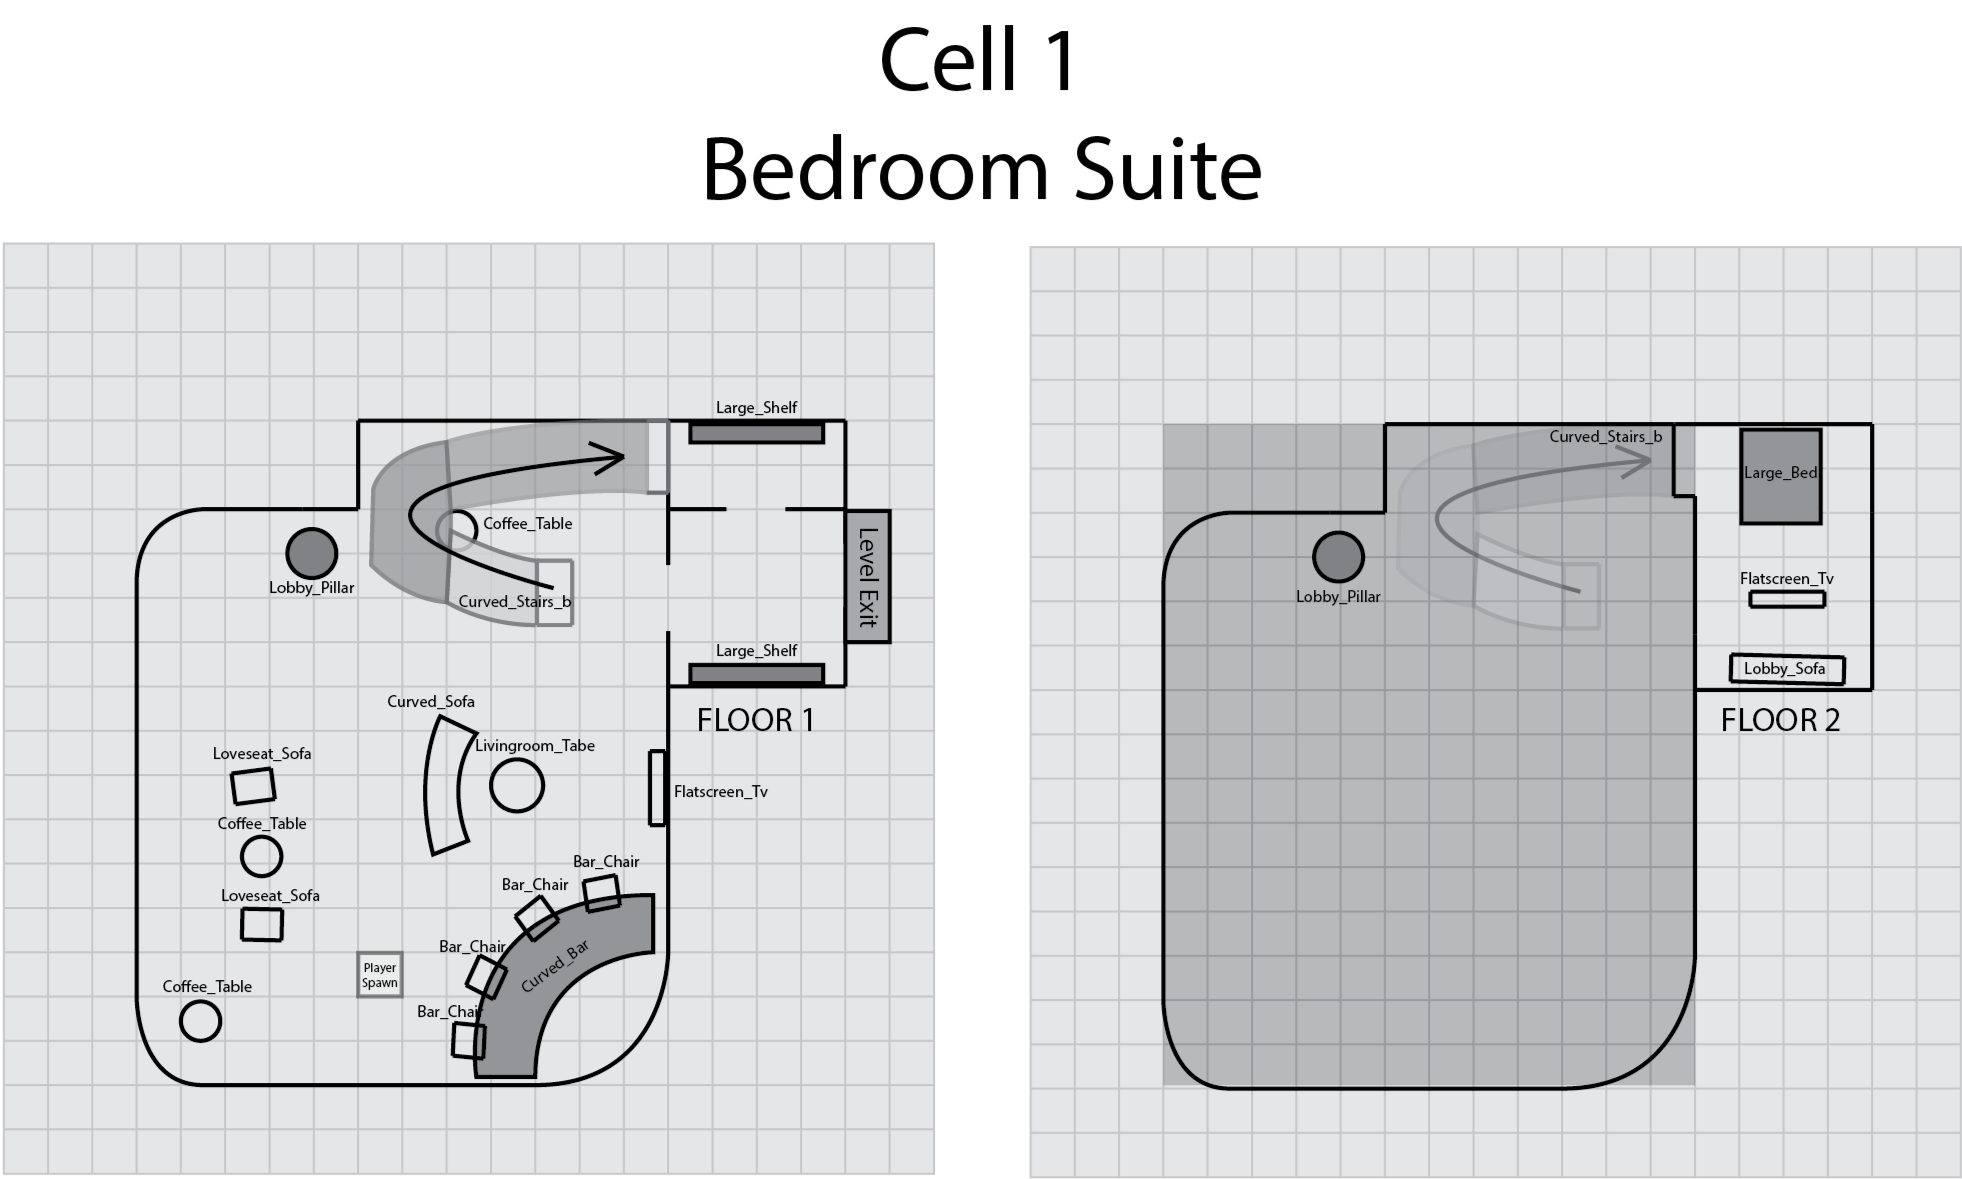 Cell 1
Bedroom Suite
Large_Shelf
Coffee_Table
Lobby_Pillar
Curved_Stairs_b
Level Exit
Large_Shelf
Curved_Sofa
FLOOR 1
Livingroom_Tabe
Loveseat_Sofa
Flatscreen_Tv
Coffee_Table
Bar_Chair
Bar_Chair
Loveseat_Sofa
Bar_Chair
Curved_Bar
Player
Spawn
Coffee_Table
Bar_Chair
Curved_Stairs_b
Large_Bed
Flatscreen_Tv
Lobby_Pillar
Lobby_Sofa
FLOOR 2